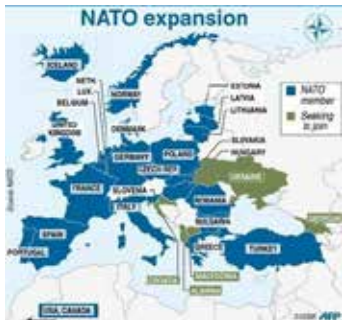 NATO expansion
ICELAND
NETH.
LUX.
BELGIUM
NORWAY
ESTONIA
LATVIA
LITHUANIA
NATO
member
Seeking
to join
UNITED
KINGDOM
DENMARK
SLOVAKIA
HUNGARY
GERMANY
POLAND
CZECH REP.
UKRAINE
FRANCE
SLOVENIA
ROMANIA
ITALY
BULGARIA
SPAIN
PORTUGAL
GREECE
TURKEY
CROATIA
MACEDONIA
ALBANIA
USA, CANADA
AFP